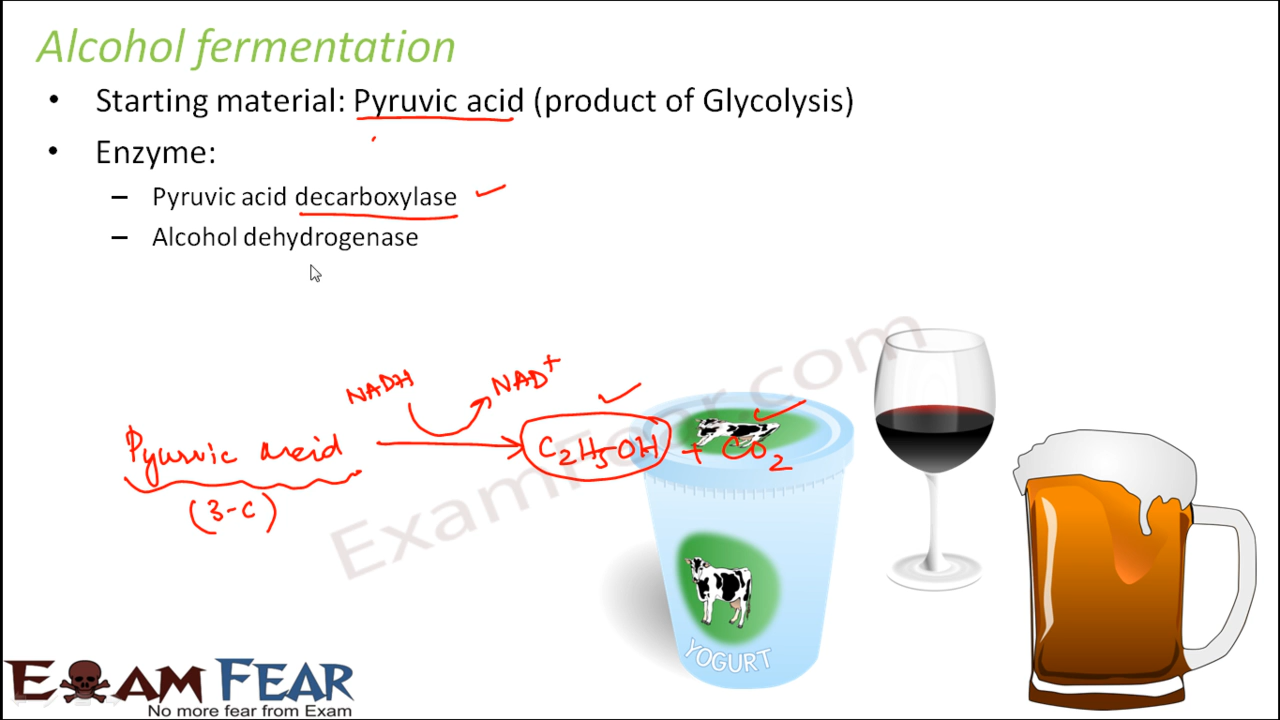 Alcohol fermentation
• Starting material: Pyruvic acid (product of Glycolysis)
• Enzyme:
– Pyruvic acid decarboxylase
– Alcohol dehydrogenase
NADH NAD⁺
Pyruvic acid → C₂H₅OH + CO₂
(3-C)
ExamFear.com
YOGURT
EXAM FEAR
No more fear from Exam